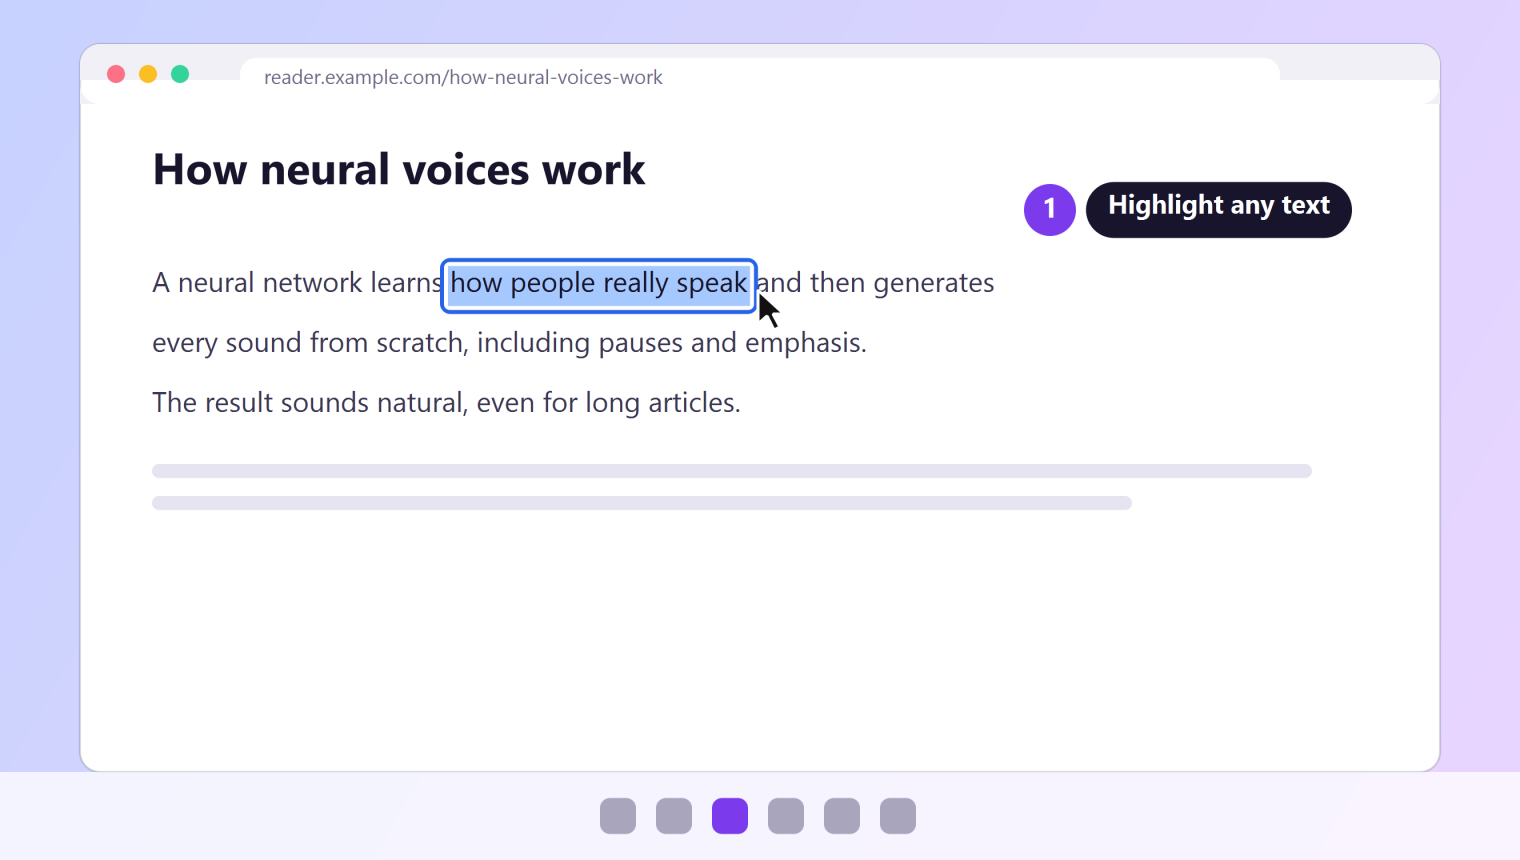 reader.example.com/how-neural-voices-work
How neural voices work
1
Highlight any text
A neural network learns how people really speak and then generates
every sound from scratch, including pauses and emphasis.
The result sounds natural, even for long articles.